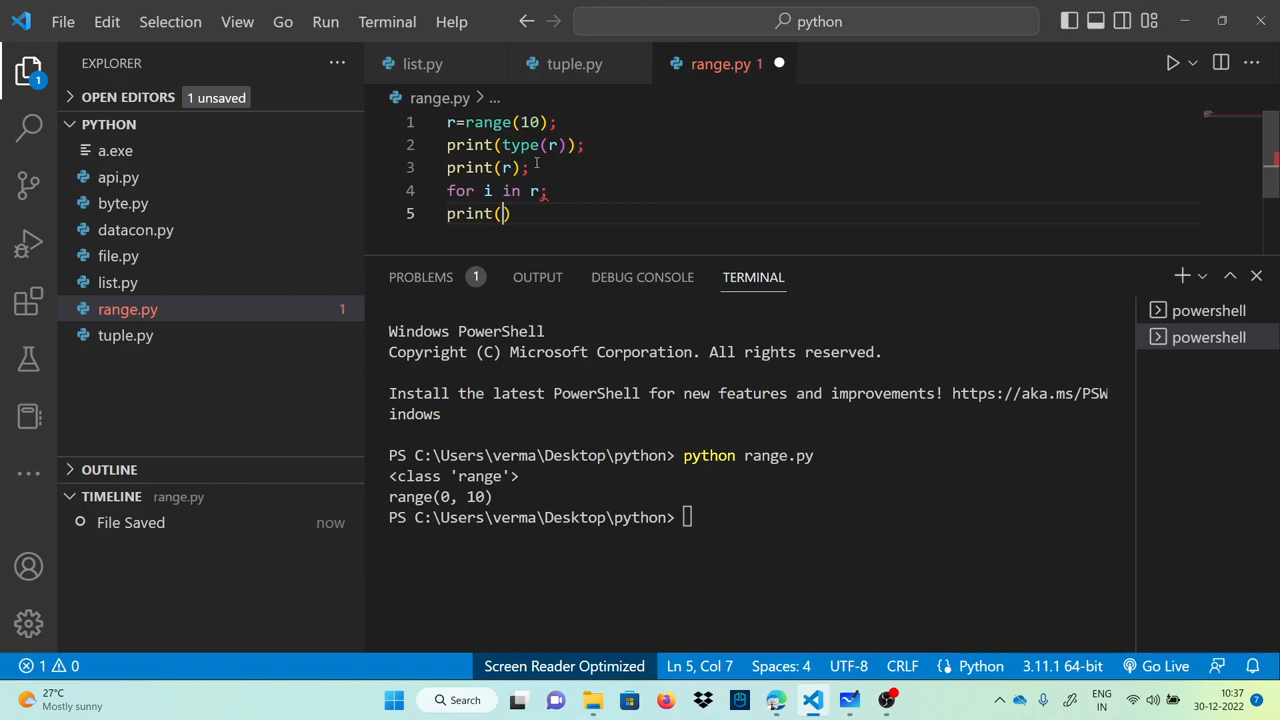 File Edit Selection View Go Run Terminal Help python
EXPLORER list.py tuple.py range.py 1
OPEN EDITORS 1 unsaved range.py > ...
PYTHON
a.exe
api.py
byte.py
datacon.py
file.py
list.py
range.py 1
tuple.py
OUTLINE
TIMELINE range.py
File Saved now
1 r=range(10);
2 print(type(r));
3 print(r);
4 for i in r;
5 print()
PROBLEMS 1 OUTPUT DEBUG CONSOLE TERMINAL
Windows PowerShell
Copyright (C) Microsoft Corporation. All rights reserved.
Install the latest PowerShell for new features and improvements! https://aka.ms/PSW
indows
PS C:\Users\verma\Desktop\python> python range.py
<class 'range'>
range(0, 10)
PS C:\Users\verma\Desktop\python>
powershell
powershell
1 0 Screen Reader Optimized Ln 5, Col 7 Spaces: 4 UTF-8 CRLF Python 3.11.1 64-bit Go Live
27°C
Mostly sunny
Search
ENG
IN
10:37
30-12-2022
7
1